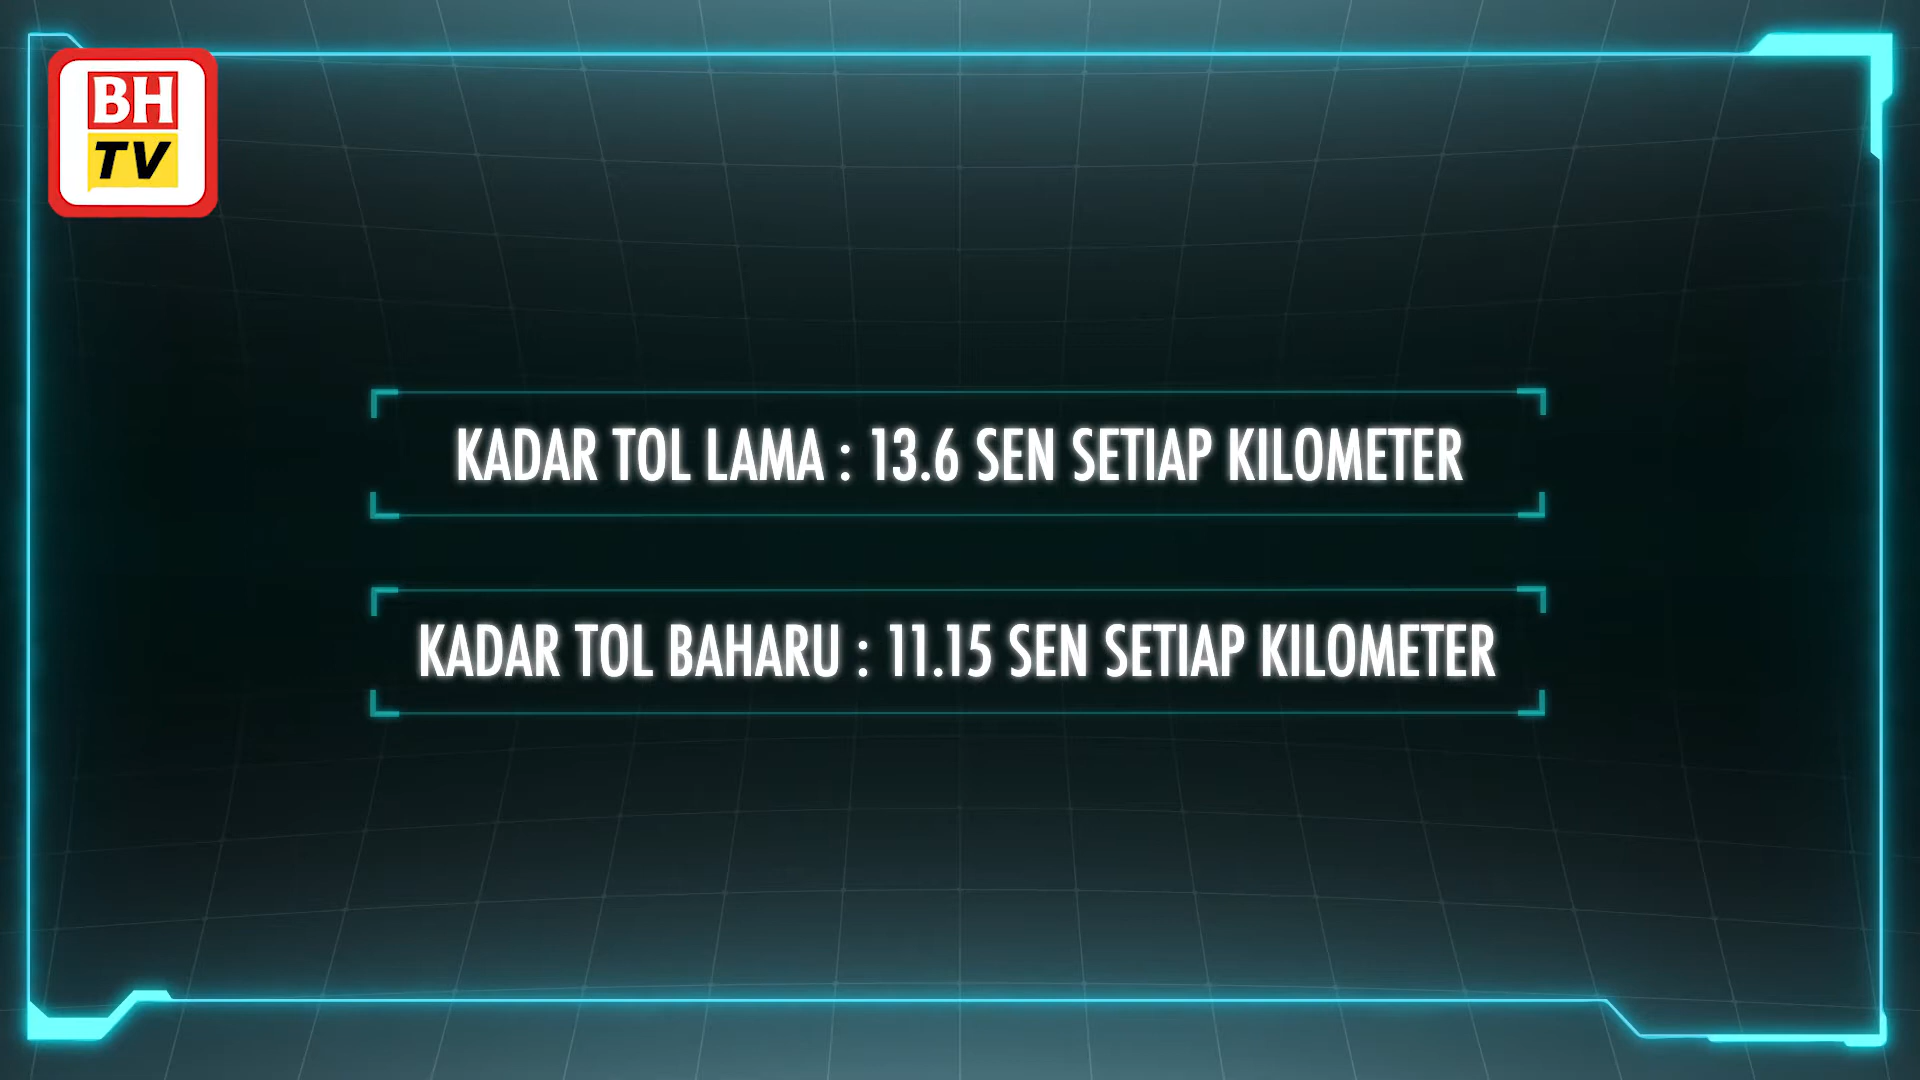 BH
TV
KADAR TOL LAMA : 13.6 SEN SETIAP KILOMETER
KADAR TOL BAHARU : 11.15 SEN SETIAP KILOMETER